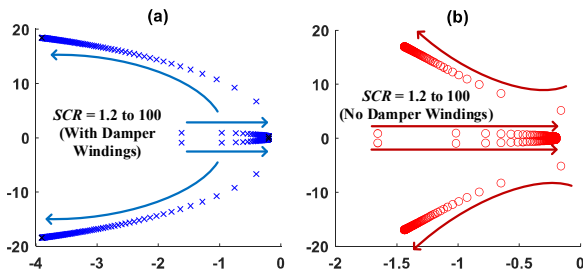 (a)
(b)
20
10
0
-10
-20
-4
-3
-2
-1
0
SCR = 1.2 to 100
(With Damper
Windings)
20
10
0
-10
-20
-2
-1.5
-1
-0.5
0
SCR = 1.2 to 100
(No Damper Windings)